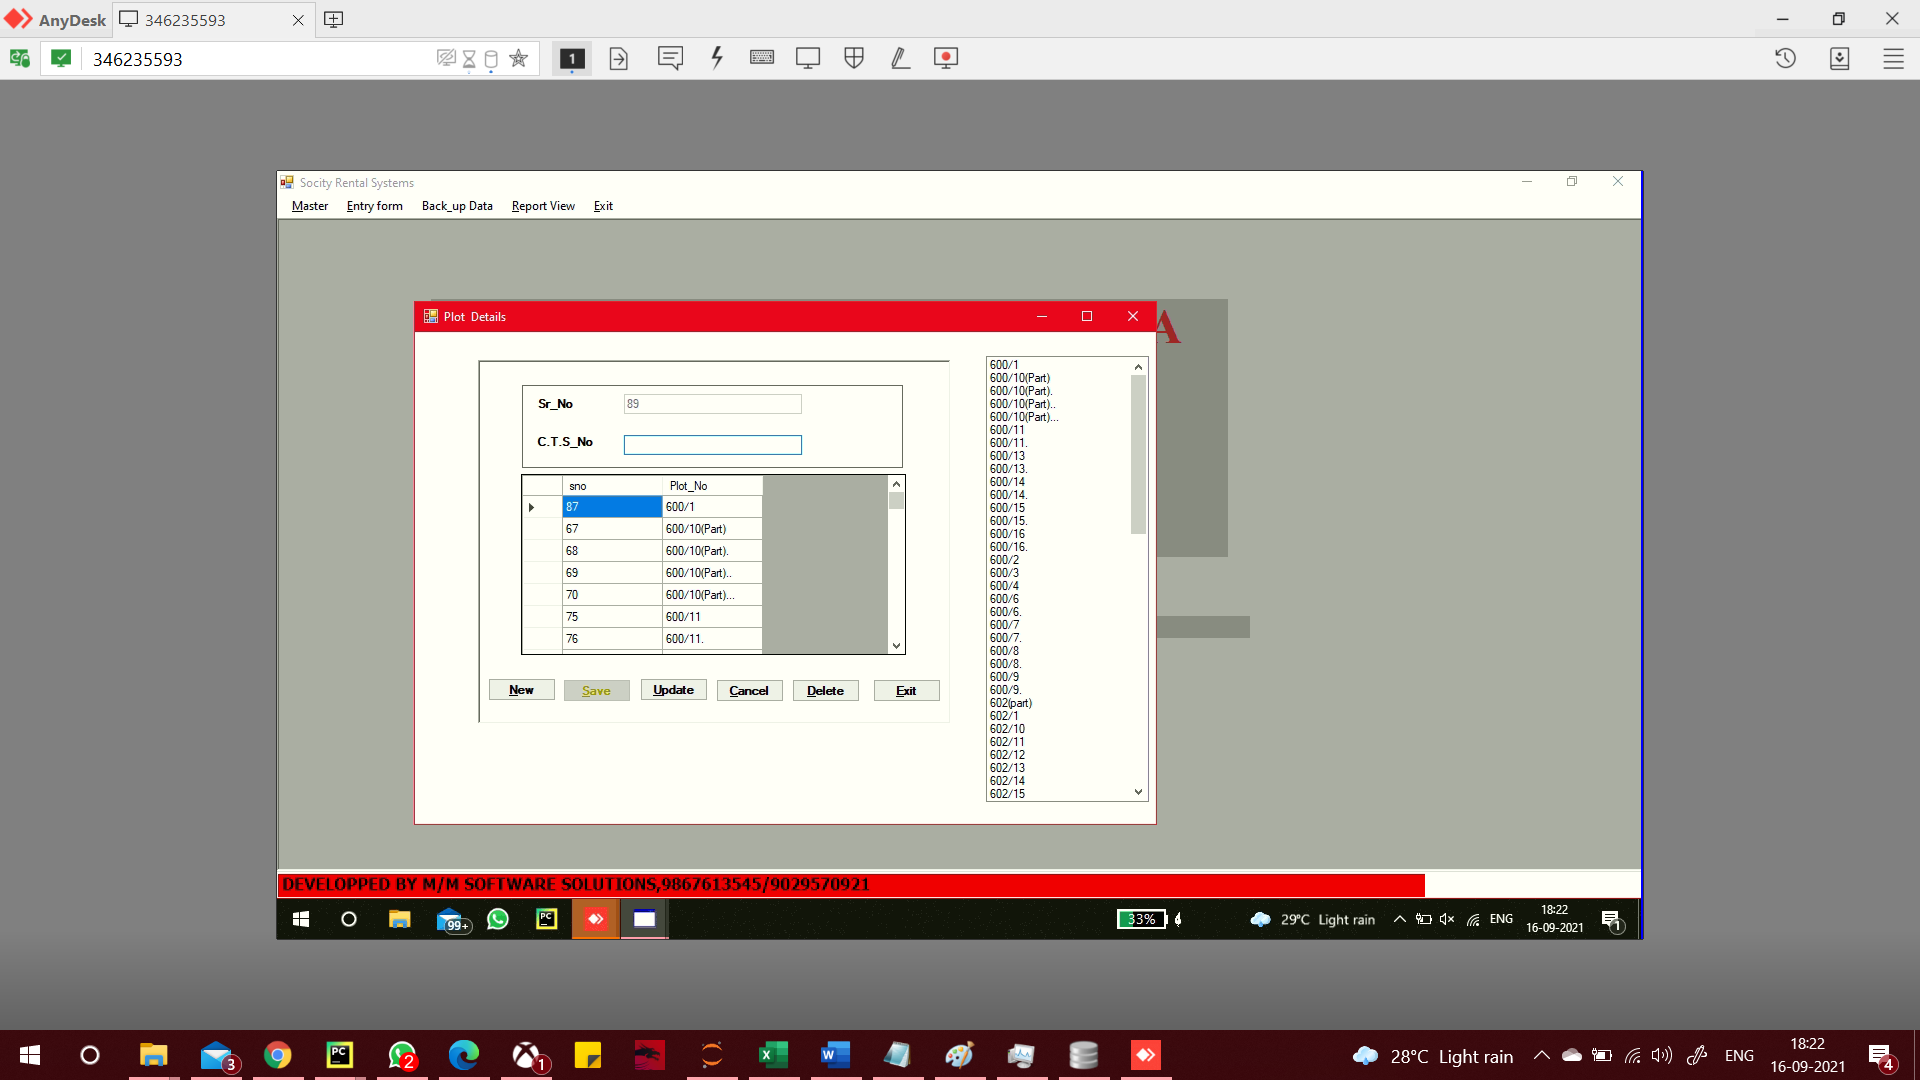 AnyDesk 346235593
346235593
1
Socity Rental Systems
Master Entry form Back_up Data Report View Exit
A
Plot Details
Sr_No 89
C.T.S_No
sno Plot_No
87 600/1
67 600/10(Part)
68 600/10(Part).
69 600/10(Part)..
70 600/10(Part)...
75 600/11
76 600/11.
New Save Update Cancel Delete Exit
600/1
600/10(Part)
600/10(Part).
600/10(Part)..
600/10(Part)...
600/11
600/11.
600/13
600/13.
600/14
600/14.
600/15
600/15.
600/16
600/16.
600/2
600/3
600/4
600/6
600/6.
600/7
600/7.
600/8
600/8.
600/9
600/9.
602(part)
602/1
602/10
602/11
602/12
602/13
602/14
602/15
DEVELOPPED BY M/M SOFTWARE SOLUTIONS,9867613545/9029570921
99+ PC 33% 29°C Light rain ENG 18:22
16-09-2021 1
3 PC 2 1 28°C Light rain ENG 18:22
16-09-2021 4